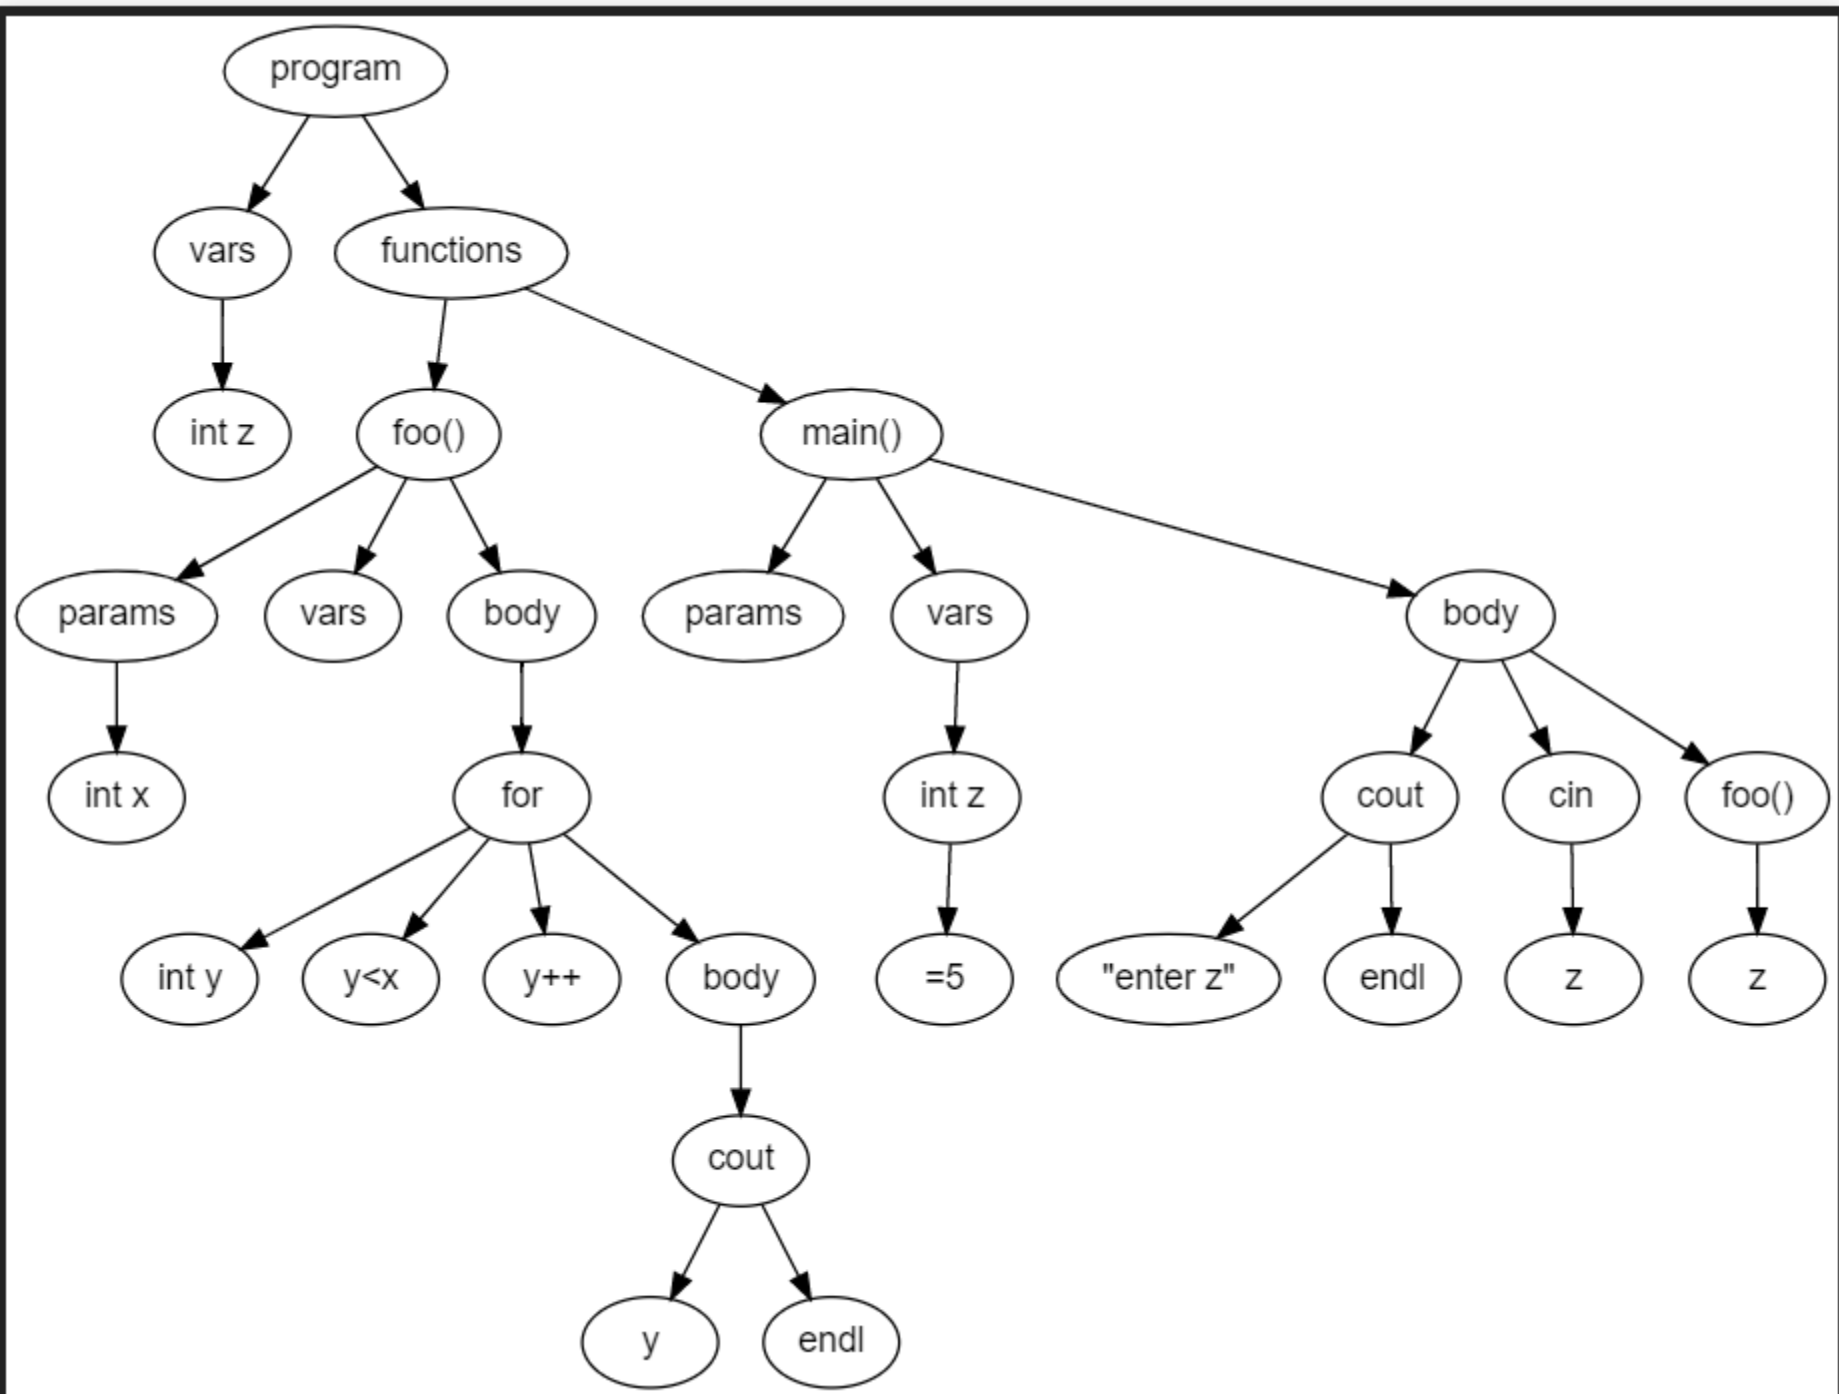 program
vars
functions
int z
foo()
main()
params
vars
body
params
vars
body
int x
for
int z
cout
cin
foo()
int y
y<x
y++
body
=5
"enter z"
endl
z
z
cout
y
endl